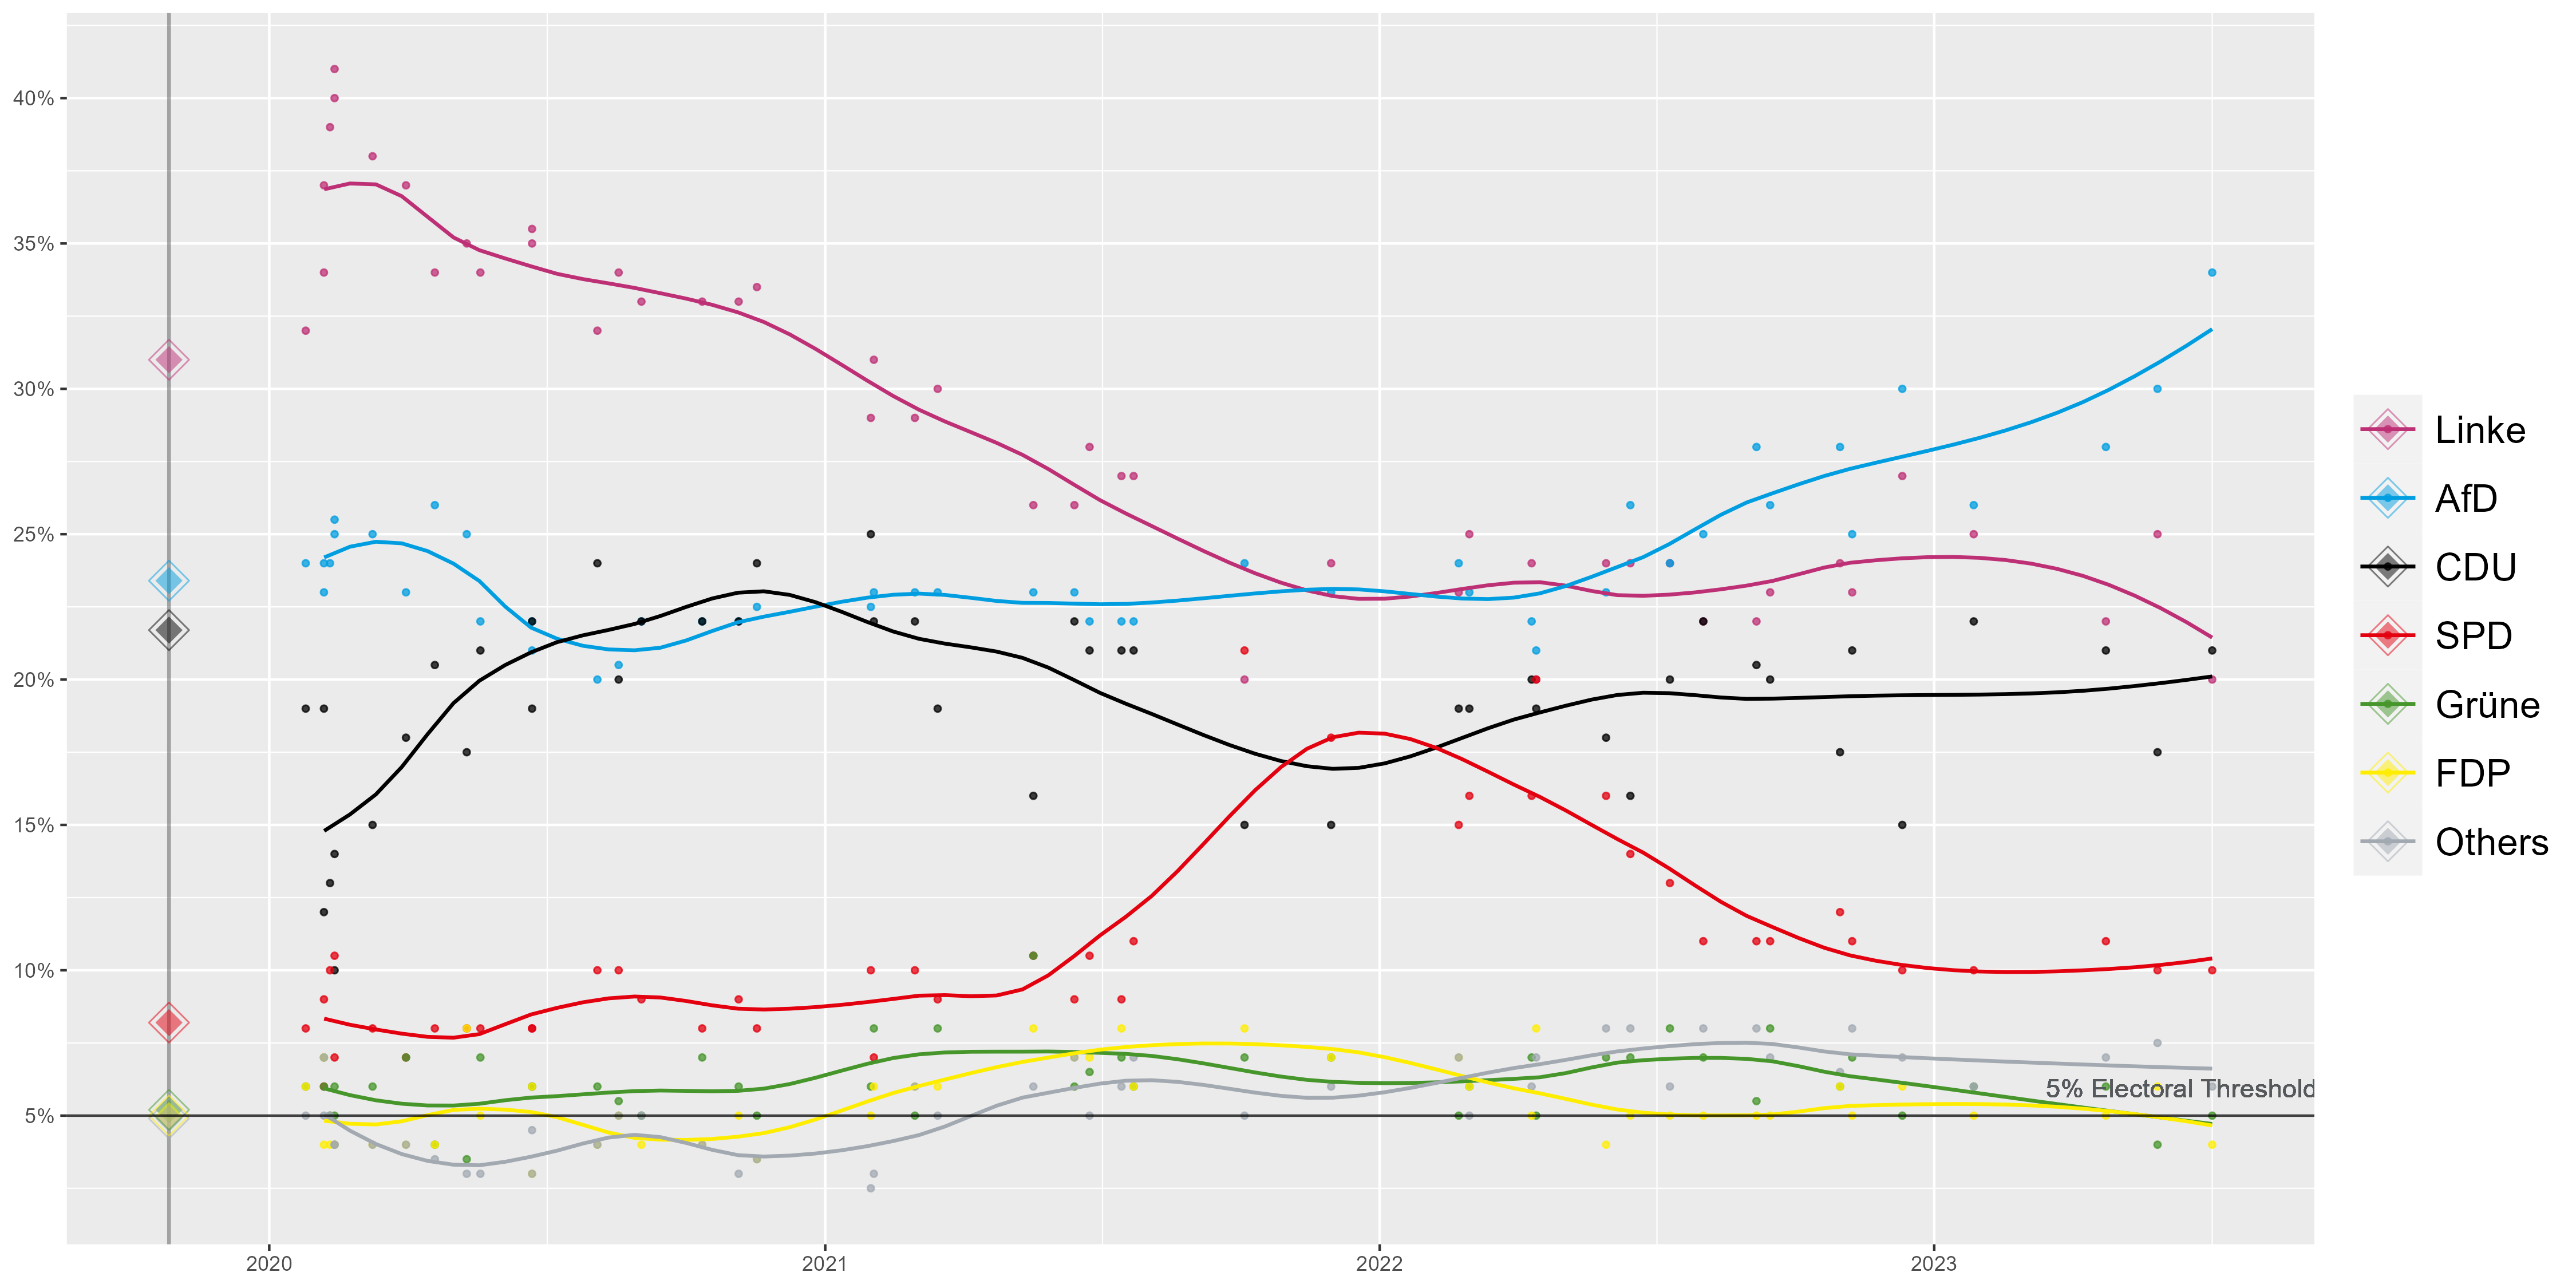 40%
35%
30%
25%
20%
15%
10%
5%
5% Electoral Threshold
2020
2021
2022
2023
Linke
AfD
CDU
SPD
Grüne
FDP
Others